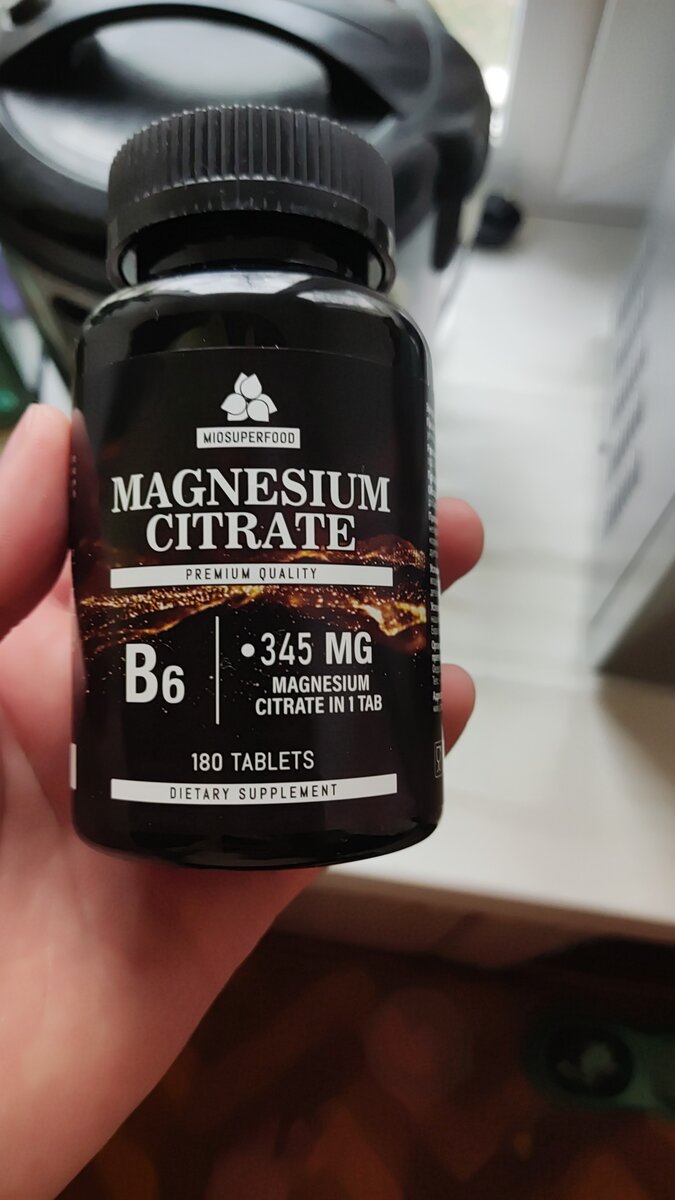 MIOSUPERFOOD
MAGNESIUM
CITRATE
PREMIUM QUALITY
B6
•345 MG
MAGNESIUM
CITRATE IN 1 TAB
180 TABLETS
DIETARY SUPPLEMENT